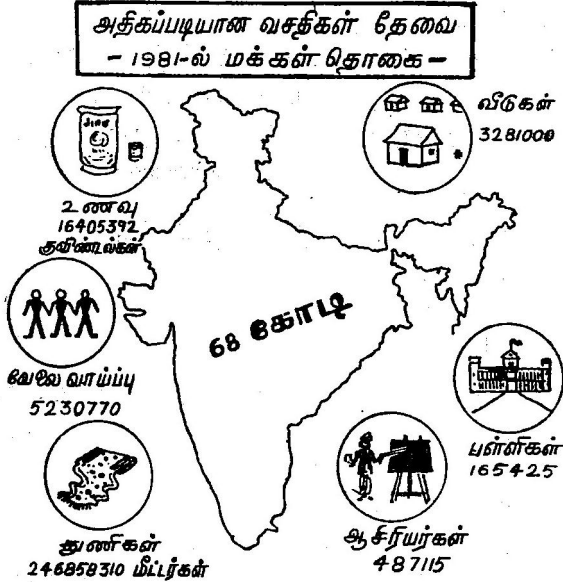 அதிகப்படியான வசதிகள் தேவை
– 1981-ல் மக்கள் தொகை –
வீடுகள்
3281000
உணவு
16405392
குவிண்டல்கள்
68 கோடி
வேலை வாய்ப்பு
5230770
பள்ளிகள்
165425
துணிகள்
246858310 மீட்டர்கள்
ஆசிரியர்கள்
487115